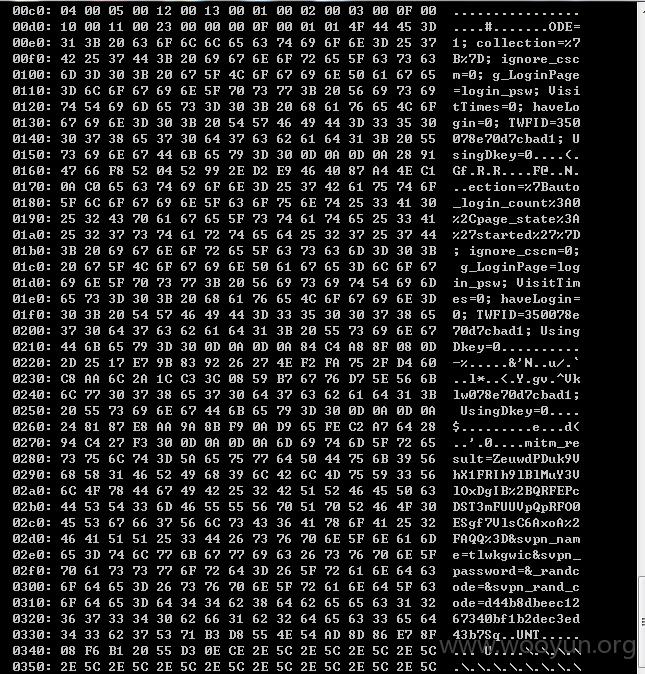 00c0: 04 00 05 00 12 00 13 00 01 00 02 00 03 00 0F 00 ................
00d0: 10 00 11 00 23 00 00 00 0F 00 01 01 4F 44 45 3D ....#.......ODE=
00e0: 31 3B 20 63 6F 6C 6C 65 63 74 69 6F 6E 3D 25 37 1; collection=%7
00f0: 42 25 37 44 3B 20 69 67 6E 6F 72 65 5F 63 73 63 B%7D; ignore_csc
0100: 6D 3D 30 3B 20 67 5F 4C 6F 67 69 6E 50 61 67 65 m=0; g_LoginPage
0110: 3D 6C 6F 67 69 6E 5F 70 73 77 3B 20 56 69 73 69 =login_psw; Visi
0120: 74 54 69 6D 65 73 3D 30 3B 20 68 61 76 65 4C 6F tTimes=0; haveLo
0130: 67 69 6E 3D 30 3B 20 54 57 46 49 44 3D 33 35 30 gin=0; TWFID=350
0140: 30 37 38 65 37 30 64 37 63 62 61 64 31 3B 20 55 078e70d7cbad1; U
0150: 73 69 6E 67 44 6B 65 79 3D 30 0D 0A 0D 0A 28 91 singDkey=0....(.
0160: 47 66 F8 52 04 52 99 2E D2 E9 46 40 87 A4 4E C1 Gf.R.R....F@..N.
0170: 0A C0 65 63 74 69 6F 6E 3D 25 37 42 61 75 74 6F ..ection=%7Bauto
0180: 5F 6C 6F 67 69 6E 5F 63 6F 75 6E 74 25 33 41 30 _login_count%3A0
0190: 25 32 43 70 61 67 65 5F 73 74 61 74 65 25 33 41 %2Cpage_state%3A
01a0: 25 32 37 73 74 61 72 74 65 64 25 32 37 25 37 44 %27started%27%7D
01b0: 3B 20 69 67 6E 6F 72 65 5F 63 73 63 6D 3D 30 3B ; ignore_cscm=0;
01c0: 20 67 5F 4C 6F 67 69 6E 50 61 67 65 3D 6C 6F 67  g_LoginPage=log
01d0: 69 6E 5F 70 73 77 3B 20 56 69 73 69 74 54 69 6D in_psw; VisitTim
01e0: 65 73 3D 30 3B 20 68 61 76 65 4C 6F 67 69 6E 3D es=0; haveLogin=
01f0: 30 3B 20 54 57 46 49 44 3D 33 35 30 30 37 38 65 0; TWFID=350078e
0200: 37 30 64 37 63 62 61 64 31 3B 20 55 73 69 6E 67 70d7cbad1; Using
0210: 44 6B 65 79 3D 30 0D 0A 0D 0A 84 C4 A8 8F 08 0D Dkey=0..........
0220: 2D 25 17 E7 9B 83 92 26 27 4E F2 FA 75 2F D4 60 -%.....&'N..u/.`
0230: C8 AA 6C 2A 1C C3 3C 08 59 B7 67 76 D7 5E 56 6B ..l*..<.Y.gv.^Vk
0240: 6C 77 30 37 38 65 37 30 64 37 63 62 61 64 31 3B lw078e70d7cbad1;
0250: 20 55 73 69 6E 67 44 6B 65 79 3D 30 0D 0A 0D 0A  UsingDkey=0....
0260: 24 81 87 E8 AA 9A 8B F9 0A D9 65 FE C2 A7 64 28 $.........e...d(
0270: 94 C4 27 F3 30 0D 0A 0D 0A 6D 69 74 6D 5F 72 65 ..'.0....mitm_re
0280: 73 75 6C 74 3D 5A 65 75 77 64 50 44 75 6B 39 56 sult=ZeuwdPDuk9V
0290: 68 58 31 46 52 49 68 39 6C 42 6C 4D 75 59 33 56 hX1FRIh9lBlMuY3V
02a0: 6C 4F 78 44 67 49 42 25 32 42 51 52 46 45 50 63 lOxDgIB%2BQRFEPc
02b0: 44 53 54 33 6D 46 55 55 56 70 51 70 52 46 4F 30 DST3mFUUVpQpRFO0
02c0: 45 53 67 66 37 56 6C 73 43 36 41 78 6F 41 25 32 ESgf7VlsC6AxoA%2
02d0: 46 41 51 51 25 33 44 26 73 76 70 6E 5F 6E 61 6D FAQQ%3D&svpn_nam
02e0: 65 3D 74 6C 77 6B 67 77 69 63 26 73 76 70 6E 5F e=tlwkgwic&svpn_
02f0: 70 61 73 73 77 6F 72 64 3D 26 5F 72 61 6E 64 63 password=&_randc
0300: 6F 64 65 3D 26 73 76 70 6E 5F 72 61 6E 64 5F 63 ode=&svpn_rand_c
0310: 6F 64 65 3D 64 34 34 62 38 64 62 65 65 63 31 32 ode=d44b8dbeec12
0320: 36 37 33 34 30 62 66 31 62 32 64 65 63 33 65 64 67340bf1b2dec3ed
0330: 34 33 62 37 53 71 B3 D8 55 4E 54 AD 8D 86 E7 8F 43b7Sq..UNT.....
0340: 08 F6 B1 20 55 D3 0E CE 2E 5C 2E 5C 2E 5C 2E 5C ... U....\.\.\.\
0350: 2E 5C 2E 5C 2E 5C 2E 5C 2E 5C 2E 5C 2E 5C 2E 5C .\.\.\.\.\.\.\.\
www.wooyun.org